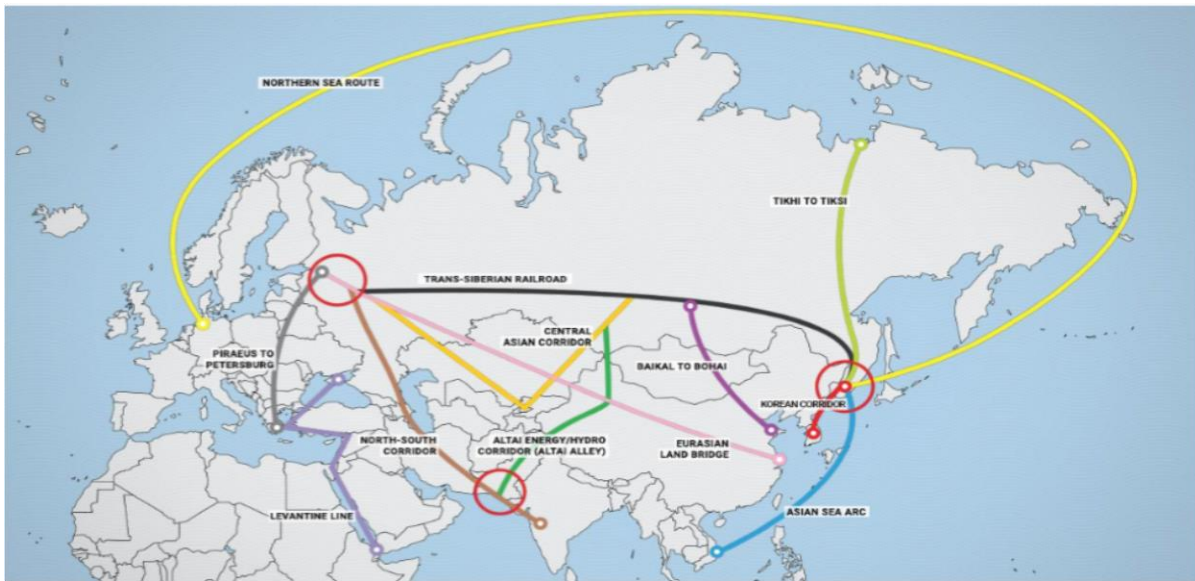 NORTHERN SEA ROUTE
TIKHI TO TIKSI
TRANS-SIBERIAN RAILROAD
CENTRAL
ASIAN CORRIDOR
PIRAEUS TO
PETERSBURG
BAIKAL TO BOHAI
KOREAN CORRIDOR
NORTH-SOUTH
CORRIDOR
ALTAI ENERGY/HYDRO
CORRIDOR (ALTAI ALLEY)
EURASIAN
LAND BRIDGE
LEVANTINE LINE
ASIAN SEA ARC